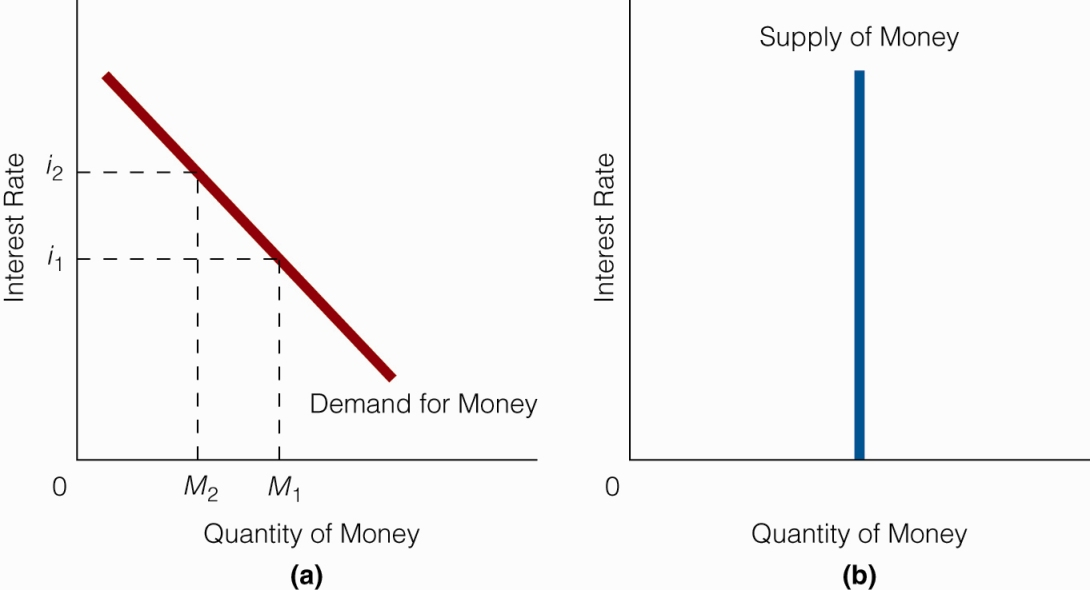 Interest Rate
i2
i1
Demand for Money
0
M2
M1
Quantity of Money
(a)
Supply of Money
Interest Rate
0
Quantity of Money
(b)